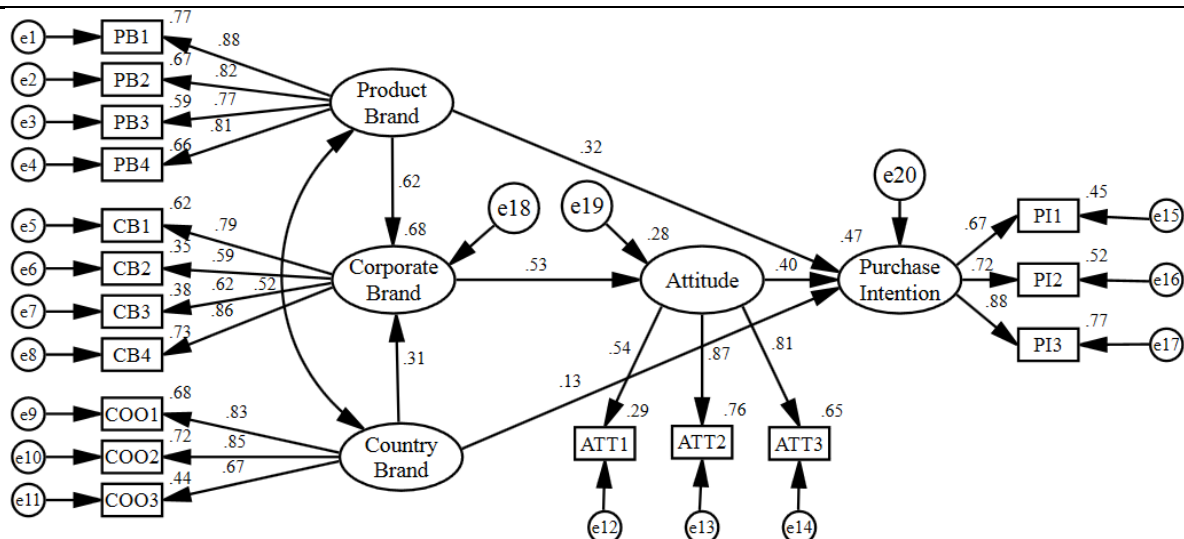 .77
e1 PB1 .88
.67
e2 PB2 .82
.59 .77
e3 PB3 .81
.66
e4 PB4
Product
Brand
.32
.62
e18 e19 e20
.62
e5 CB1 .79
.35
e6 CB2 .59
.38 .62
e7 CB3 .86
.73
e8 CB4
.52
.68
Corporate
Brand
.53
.28
Attitude
.40
.47
Purchase
Intention
.67
.45
PI1 e15
.72
.52
PI2 e16
.88
.77
PI3 e17
.31
.13
.54 .87 .81
.29 .76 .65
ATT1 ATT2 ATT3
e12 e13 e14
.68
e9 COO1 .83
.72
e10 COO2 .85
.44 .67
e11 COO3
Country
Brand